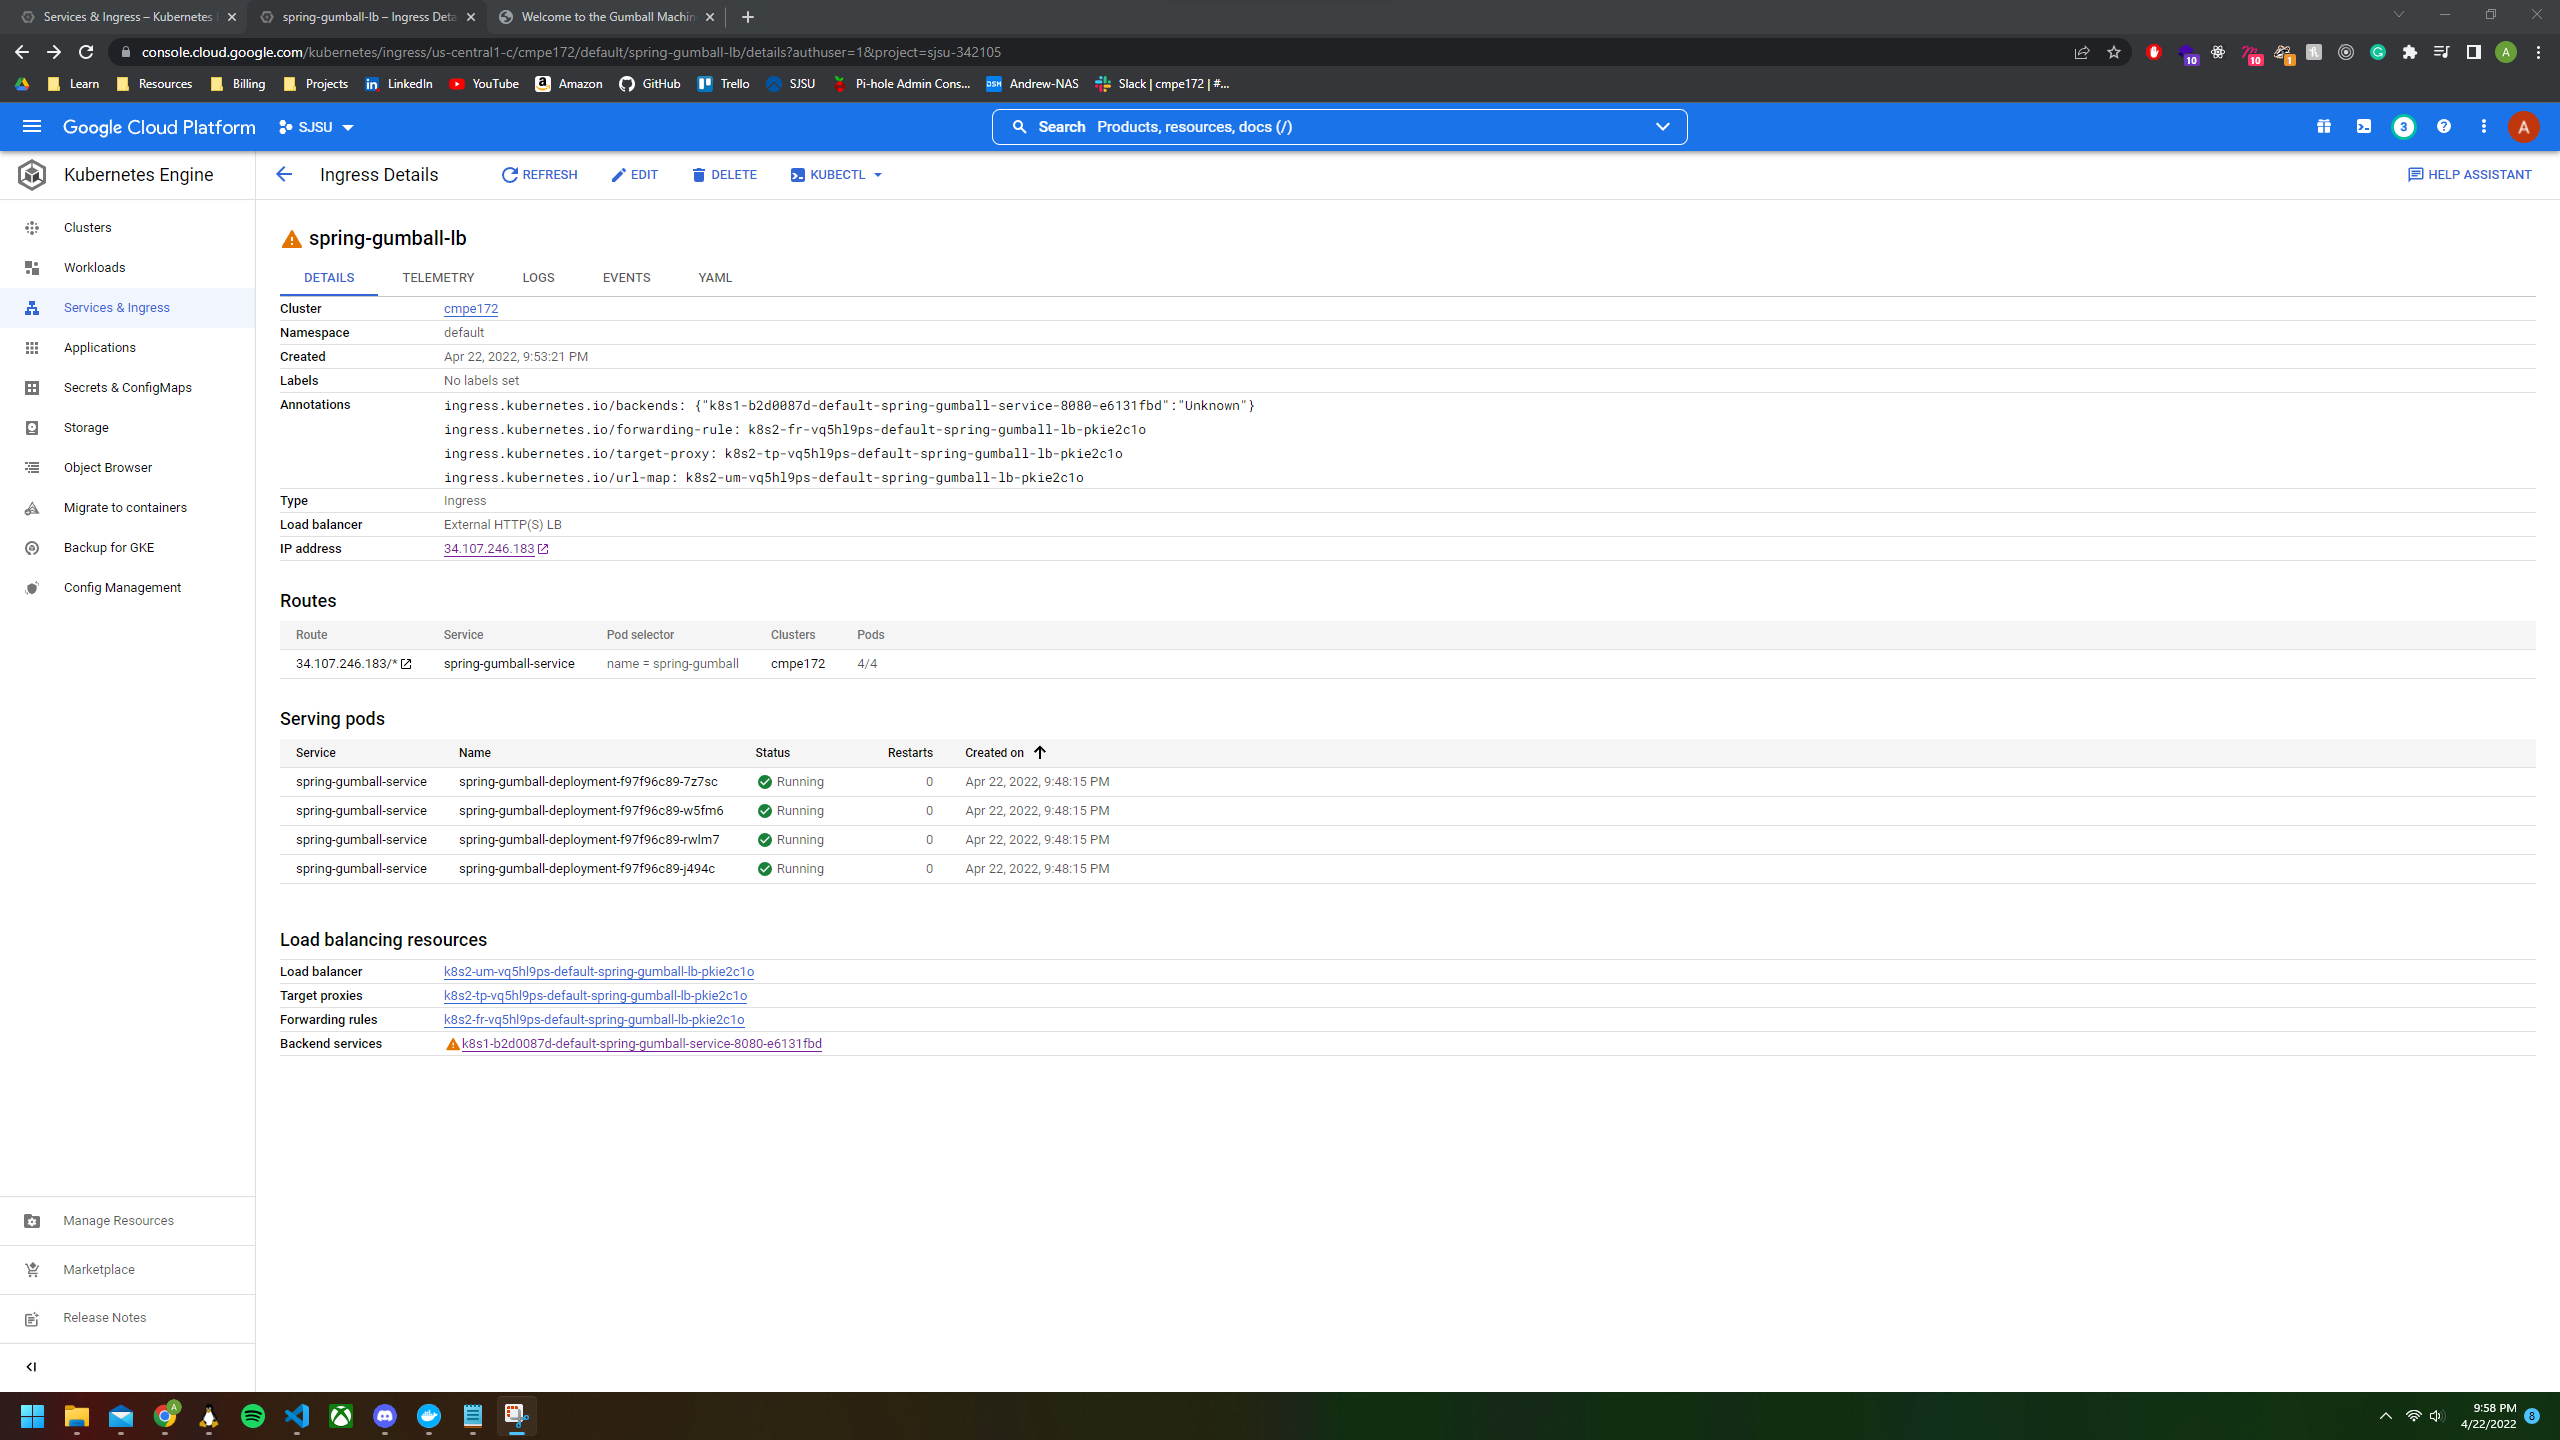 Services & Ingress – Kubernetes
spring-gumball-lb – Ingress Deta
Welcome to the Gumball Machin
console.cloud.google.com/kubernetes/ingress/us-central1-c/cmpe172/default/spring-gumball-lb/details?authuser=1&project=sjsu-342105
10
10
1
A
Learn
Resources
Billing
Projects
LinkedIn
YouTube
Amazon
GitHub
Trello
SJSU
Pi-hole Admin Cons...
DSM
Andrew-NAS
Slack | cmpe172 | #...
Google Cloud Platform
SJSU
Search Products, resources, docs (/)
3
A
Kubernetes Engine
Ingress Details
REFRESH
EDIT
DELETE
KUBECTL
HELP ASSISTANT
Clusters
Workloads
Services & Ingress
Applications
Secrets & ConfigMaps
Storage
Object Browser
Migrate to containers
Backup for GKE
Config Management
spring-gumball-lb
DETAILS TELEMETRY LOGS EVENTS YAML
Cluster cmpe172
Namespace default
Created Apr 22, 2022, 9:53:21 PM
Labels No labels set
Annotations ingress.kubernetes.io/backends: {"k8s1-b2d0087d-default-spring-gumball-service-8080-e6131fbd":"Unknown"}
ingress.kubernetes.io/forwarding-rule: k8s2-fr-vq5hl9ps-default-spring-gumball-lb-pkie2c1o
ingress.kubernetes.io/target-proxy: k8s2-tp-vq5hl9ps-default-spring-gumball-lb-pkie2c1o
ingress.kubernetes.io/url-map: k8s2-um-vq5hl9ps-default-spring-gumball-lb-pkie2c1o
Type Ingress
Load balancer External HTTP(S) LB
IP address 34.107.246.183
Routes
Route Service Pod selector Clusters Pods
34.107.246.183/* spring-gumball-service name = spring-gumball cmpe172 4/4
Serving pods
Service Name Status Restarts Created on
spring-gumball-service spring-gumball-deployment-f97f96c89-7z7sc Running 0 Apr 22, 2022, 9:48:15 PM
spring-gumball-service spring-gumball-deployment-f97f96c89-w5fm6 Running 0 Apr 22, 2022, 9:48:15 PM
spring-gumball-service spring-gumball-deployment-f97f96c89-rwlm7 Running 0 Apr 22, 2022, 9:48:15 PM
spring-gumball-service spring-gumball-deployment-f97f96c89-j494c Running 0 Apr 22, 2022, 9:48:15 PM
Load balancing resources
Load balancer k8s2-um-vq5hl9ps-default-spring-gumball-lb-pkie2c1o
Target proxies k8s2-tp-vq5hl9ps-default-spring-gumball-lb-pkie2c1o
Forwarding rules k8s2-fr-vq5hl9ps-default-spring-gumball-lb-pkie2c1o
Backend services k8s1-b2d0087d-default-spring-gumball-service-8080-e6131fbd
Manage Resources
Marketplace
Release Notes
A
9:58 PM
4/22/2022
8